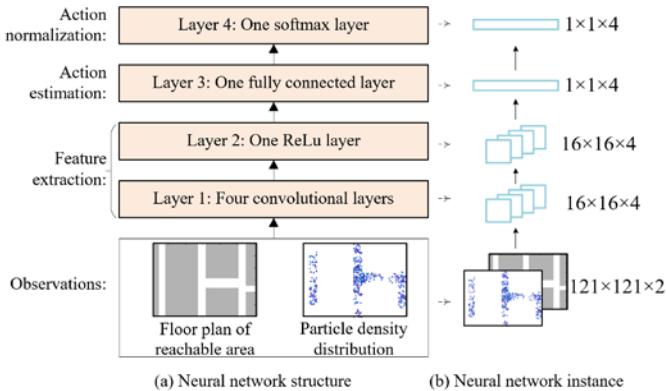 Action normalization:
Layer 4: One softmax layer
1×1×4
Action estimation:
Layer 3: One fully connected layer
1×1×4
Feature extraction:
Layer 2: One ReLu layer
16×16×4
Layer 1: Four convolutional layers
16×16×4
Observations:
121×121×2
Floor plan of
reachable area
Particle density
distribution
(a) Neural network structure
(b) Neural network instance